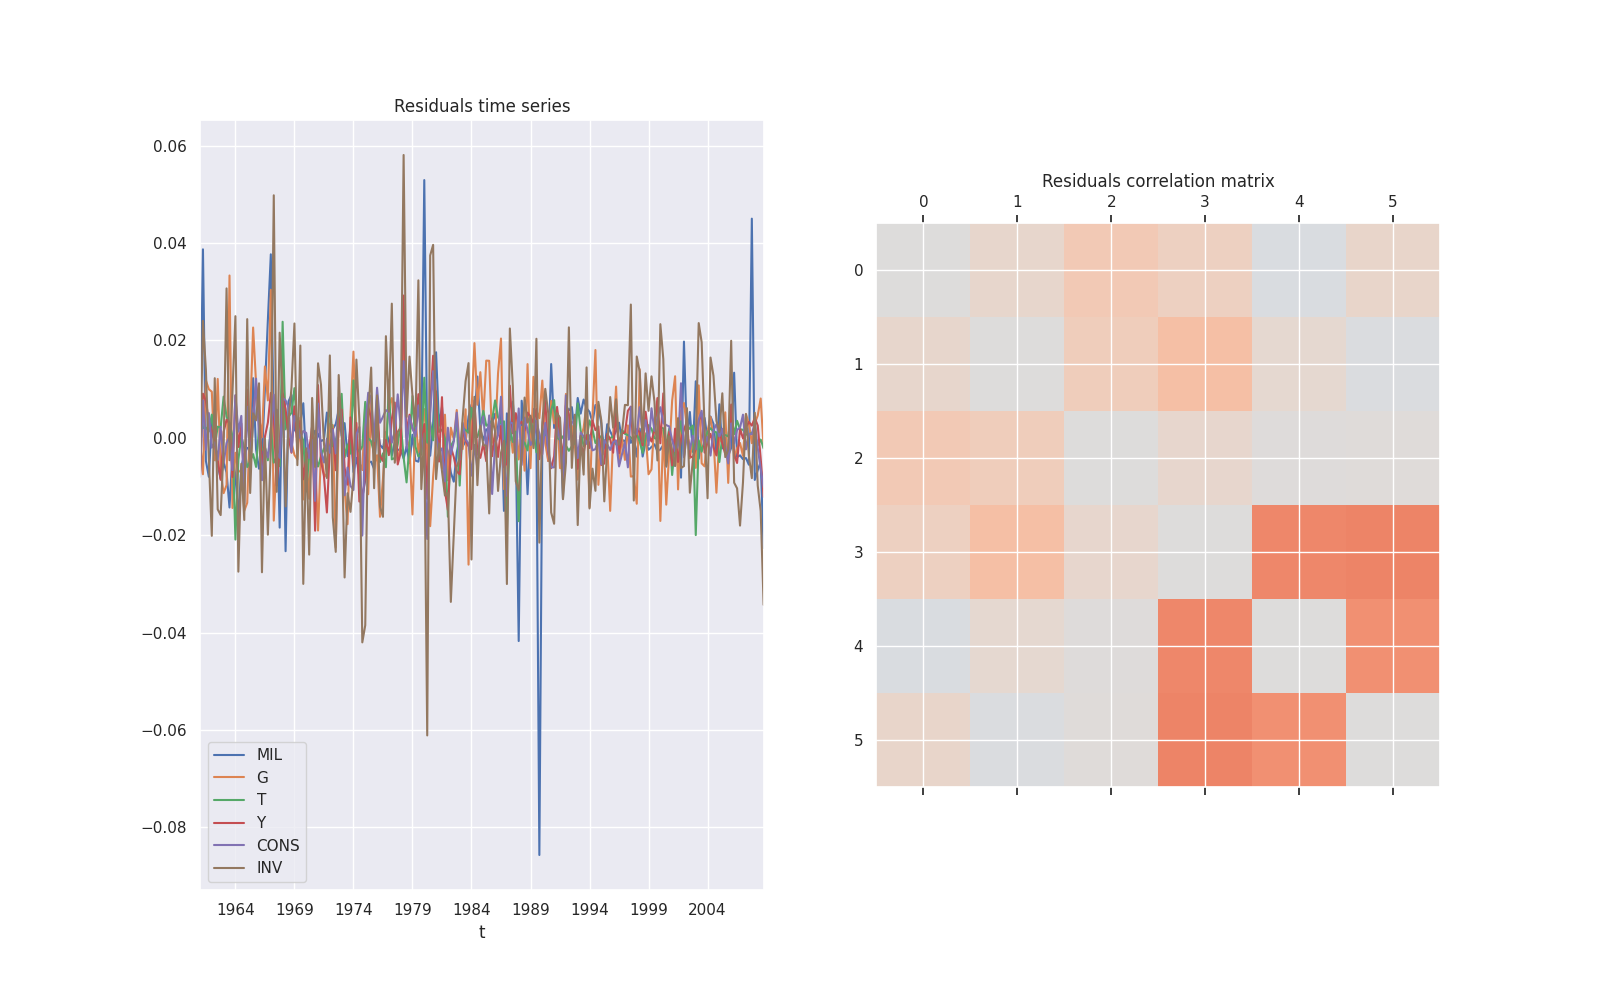 Residuals time series
0.06
0.04
0.02
0.00
−0.02
−0.04
−0.06
−0.08
MIL
G
T
Y
CONS
INV
1964 1969 1974 1979 1984 1989 1994 1999 2004
t
Residuals correlation matrix
0 1 2 3 4 5
0
1
2
3
4
5